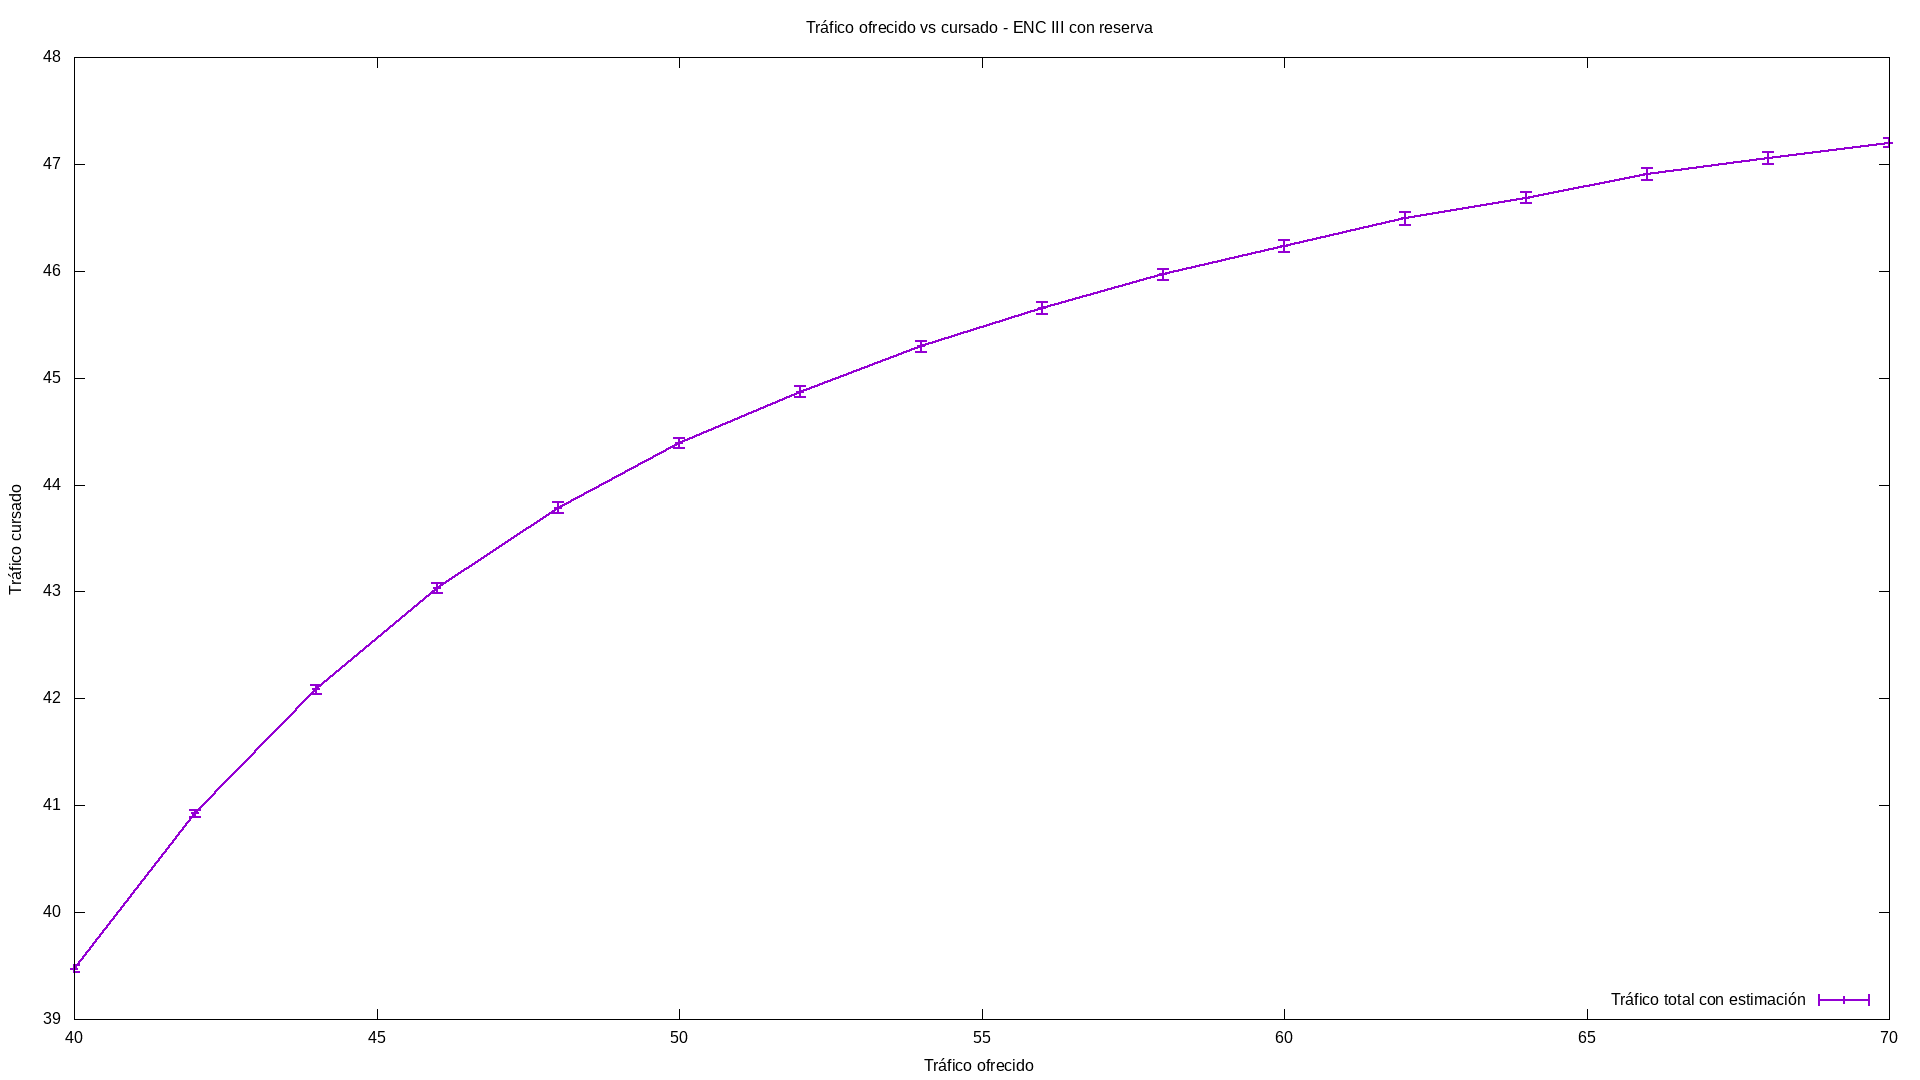 Tráfico ofrecido vs cursado - ENC III con reserva
48
47
46
45
44
43
42
41
40
39
Tráfico cursado
Tráfico total con estimación
40 45 50 55 60 65 70
Tráfico ofrecido